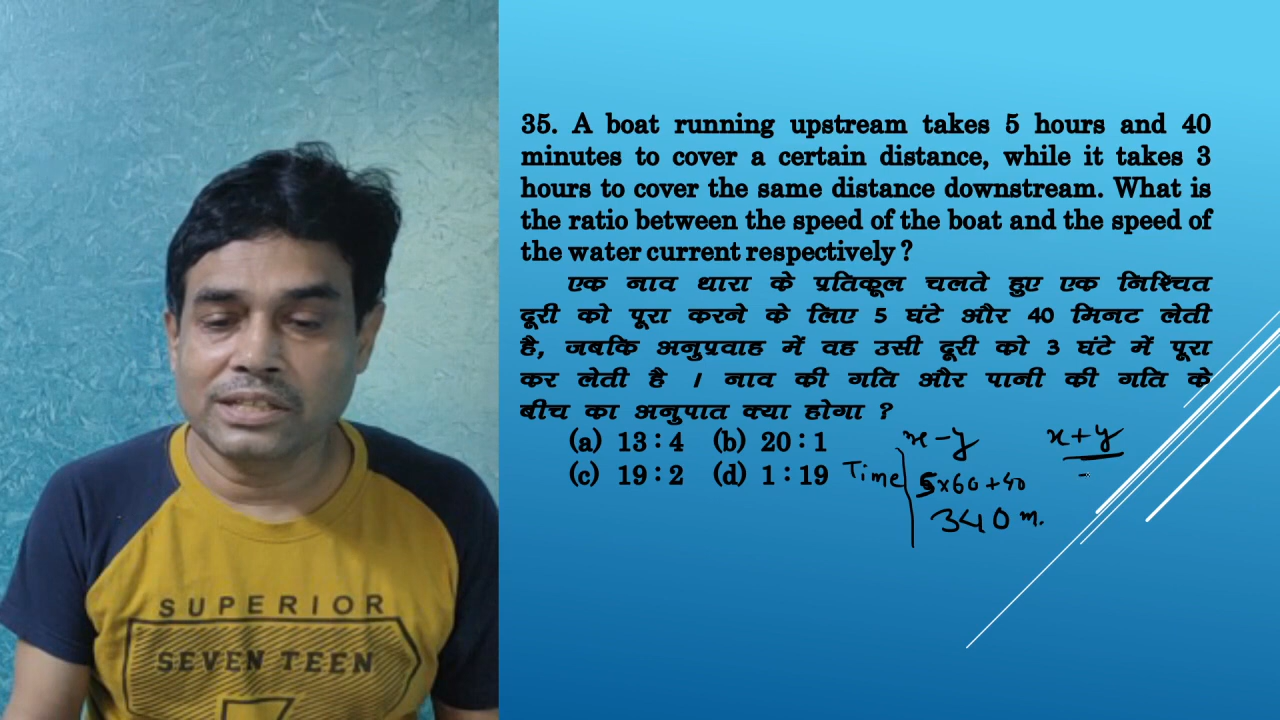 35. A boat running upstream takes 5 hours and 40
minutes to cover a certain distance, while it takes 3
hours to cover the same distance downstream. What is
the ratio between the speed of the boat and the speed of
the water current respectively ?
एक नाव धारा के प्रतिकूल चलते हुए एक निश्चित
दूरी को पूरा करने के लिए 5 घंटे और 40 मिनट लेती
है, जबकि अनुप्रवाह में वह उसी दूरी को 3 घंटे में पूरा
कर लेती है । नाव की गति और पानी की गति के
बीच का अनुपात क्या होगा ?
(a) 13 : 4 (b) 20 : 1
(c) 19 : 2 (d) 1 : 19
x-y x+y
Time 5x60+40
340 m.
SUPERIOR
SEVEN TEEN